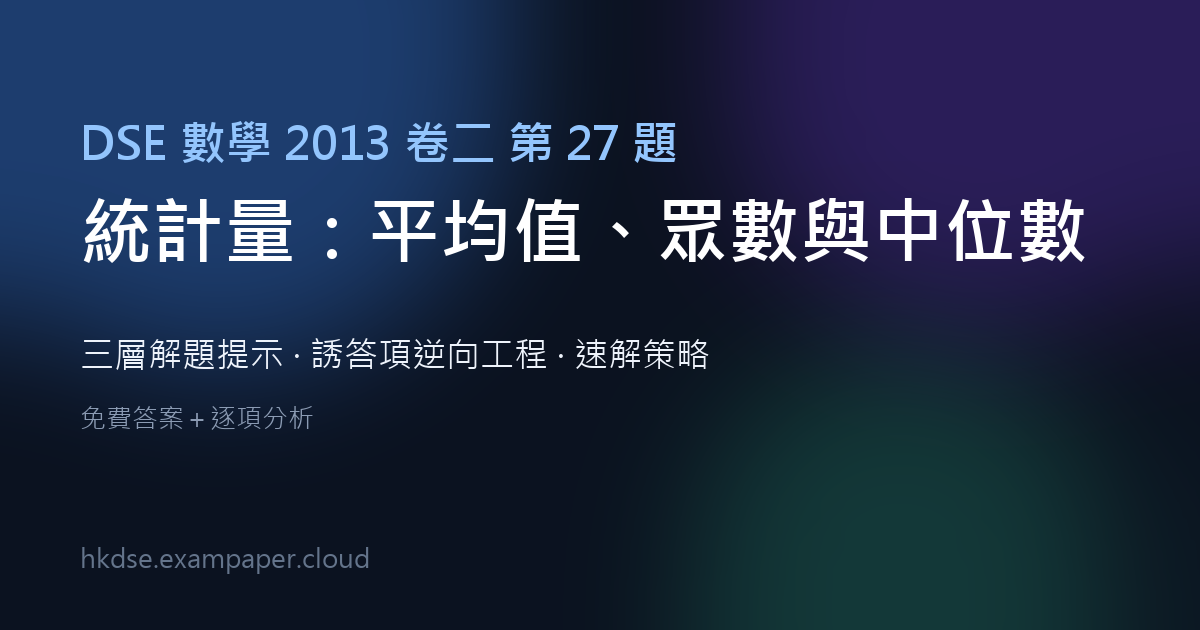 DSE 數學 2013 卷二 第 27 題
統計量：平均值、眾數與中位數
三層解題提示 · 誘答項逆向工程 · 速解策略
免費答案 + 逐項分析
hkdse.exampaper.cloud